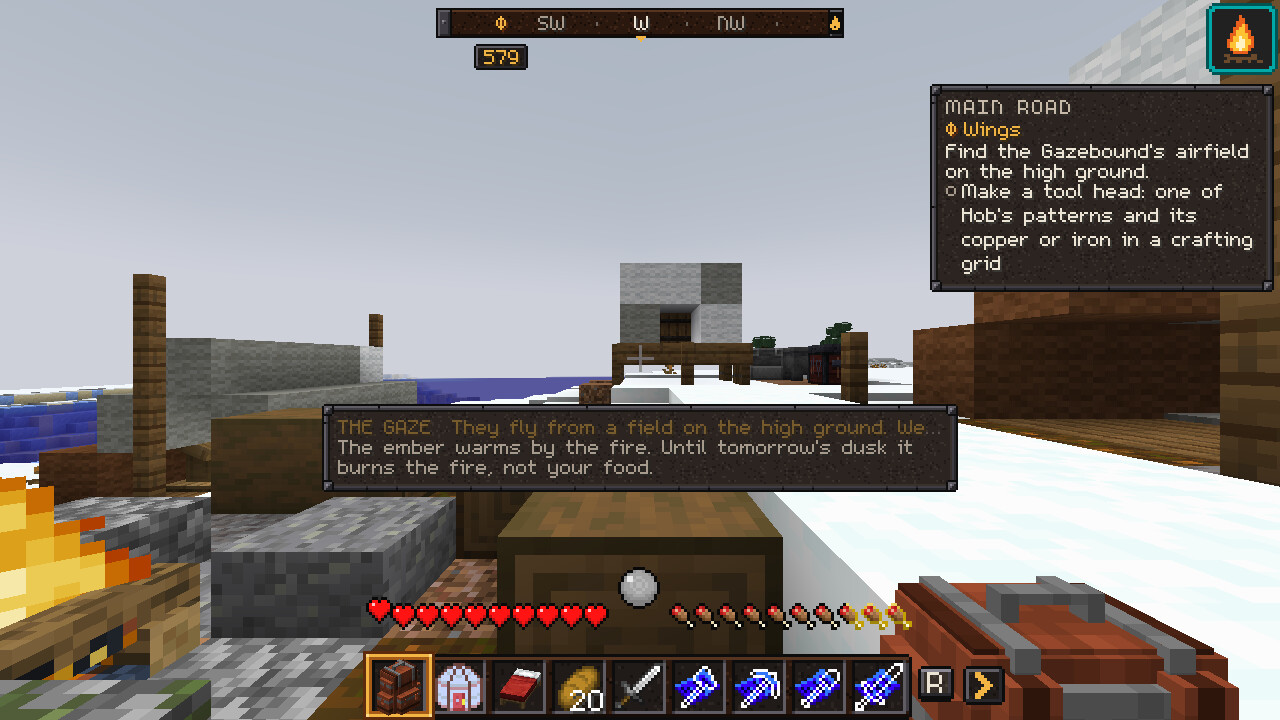 SW · W · NW ·
579
MAIN ROAD
Wings
Find the Gazebound's airfield
on the high ground.
Make a tool head: one of
Hob's patterns and its
copper or iron in a crafting
grid
THE GAZE They fly from a field on the high ground. We...
The ember warms by the fire. Until tomorrow's dusk it
burns the fire, not your food.
20
R